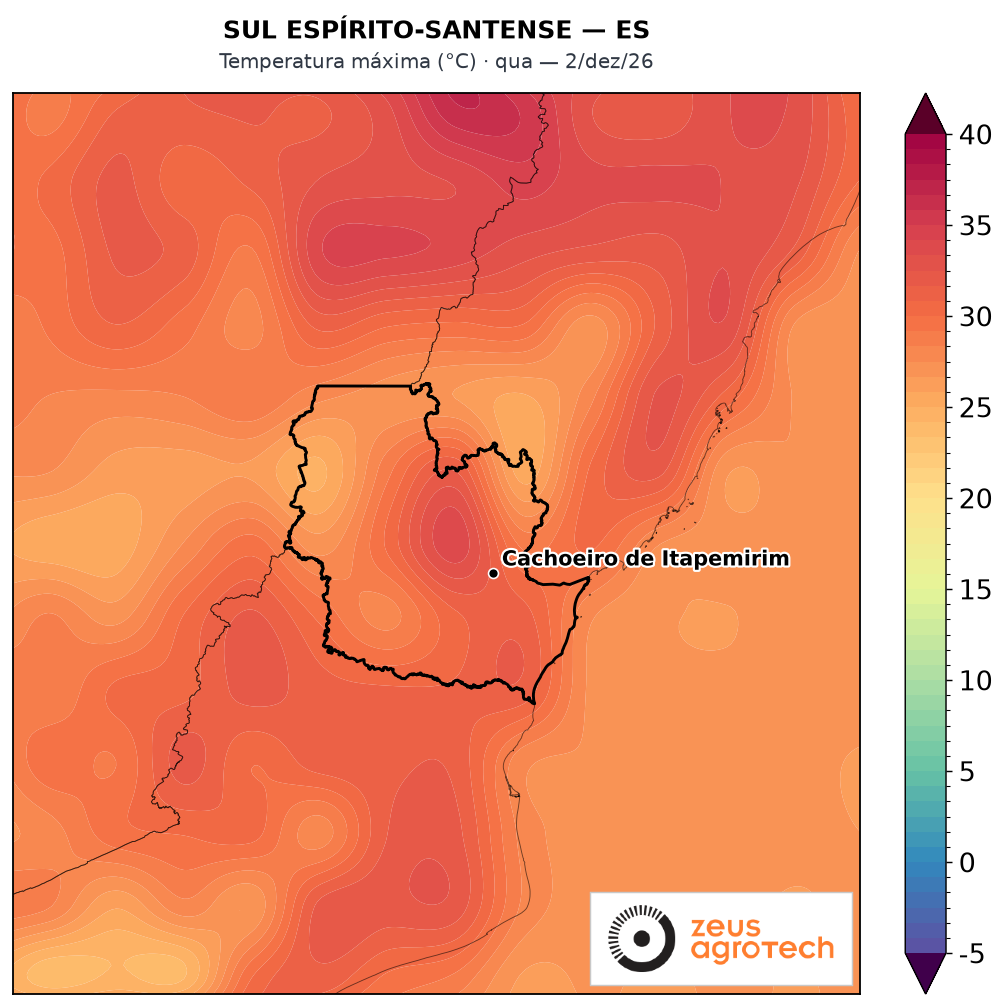 SUL ESPÍRITO-SANTENSE — ES
Temperatura máxima (°C) · qua — 2/dez/26
40
35
30
25
20
15
10
5
0
-5
Cachoeiro de Itapemirim
zeus
agrotech